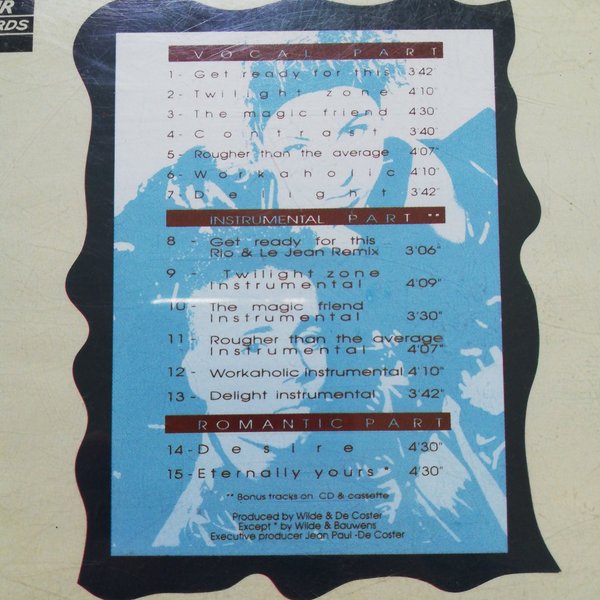 RDS
VOCAL PART
1- Get ready for this 3'42"
2- Twilight zone 4'10"
3- The magic friend 4'30"
4- Contrast 3'40"
5- Rougher than the average 4'07"
6- Workaholic 4'10"
7- Delight 3'42"
INSTRUMENTAL PART **
8 - Get ready for this
Rio & Le Jean Remix 3'06"
9 - Twilight zone
Instrumental 4'09"
10 - The magic friend
Instrumental 3'30"
11 - Rougher than the average
Instrumental 4'07"
12 - Workaholic instrumental 4'10"
13 - Delight instrumental 3'42"
ROMANTIC PART
14- Desire 4'30"
15- Eternally yours * 4'30"
** Bonus tracks on CD & cassette
Produced by Wilde & De Coster
Except * by Wilde & Bauwens
Executive producer Jean Paul -De Coster